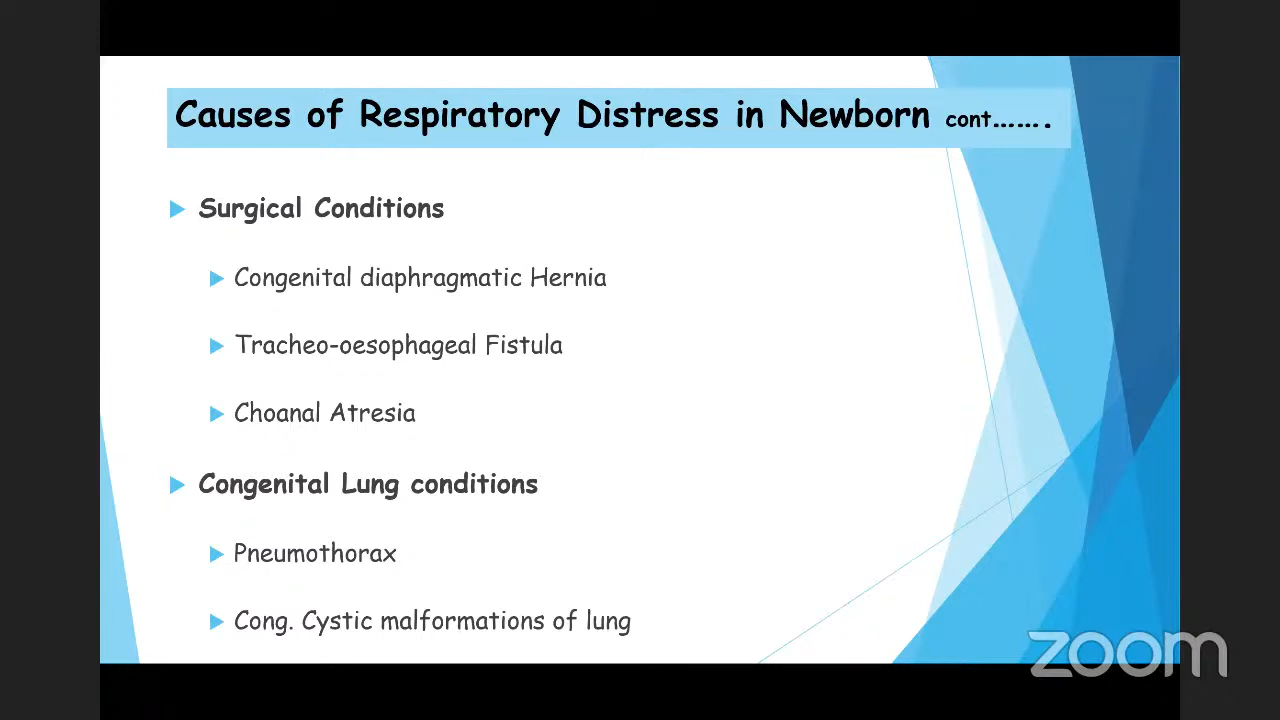 Causes of Respiratory Distress in Newborn cont…….
Surgical Conditions
Congenital diaphragmatic Hernia
Tracheo-oesophageal Fistula
Choanal Atresia
Congenital Lung conditions
Pneumothorax
Cong. Cystic malformations of lung
zoom